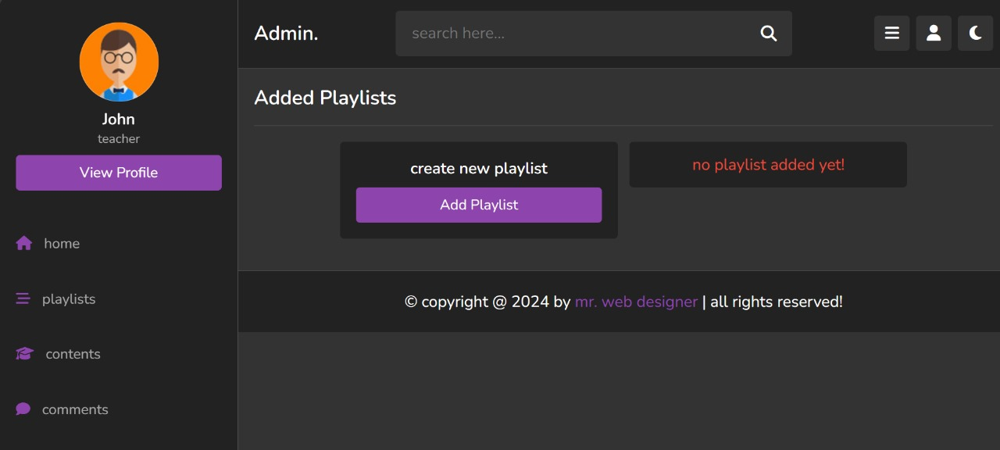 John
teacher
View Profile
home
playlists
contents
comments
Admin.
search here...
Added Playlists
create new playlist
Add Playlist
no playlist added yet!
© copyright @ 2024 by mr. web designer | all rights reserved!